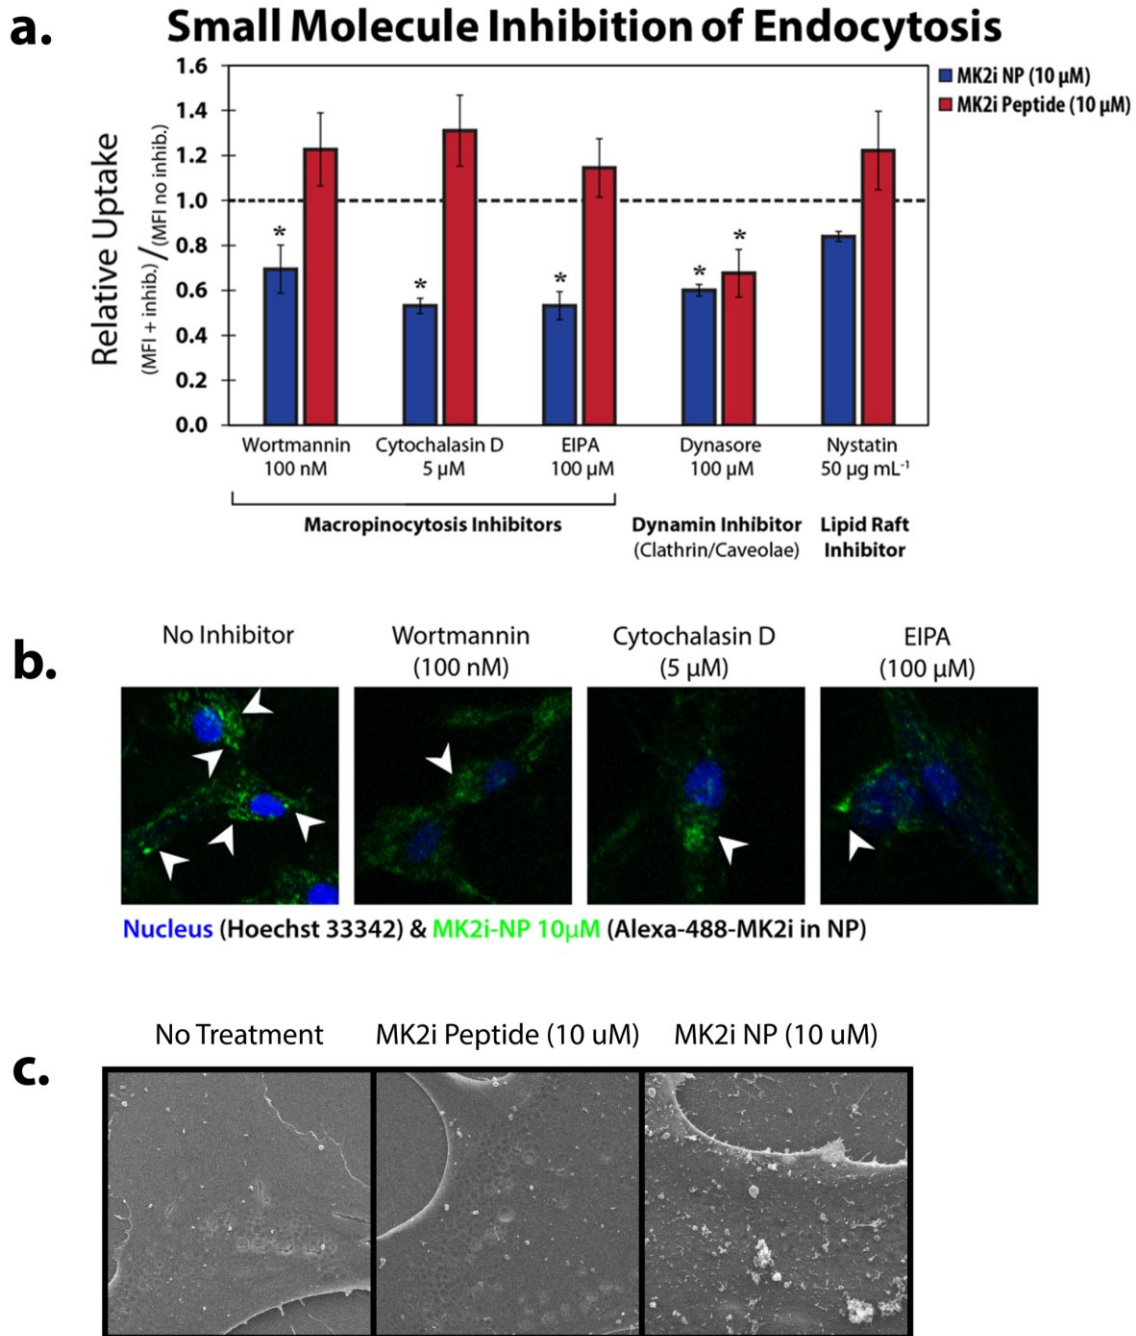 a.
Small Molecule Inhibition of Endocytosis
MK2i NP (10 µM)
MK2i Peptide (10 µM)
Relative Uptake
(MFI + inhib.) / (MFI no inhib.)
1.6
1.4
1.2
1.0
0.8
0.6
0.4
0.2
0.0
* * * * *
Wortmannin Cytochalasin D EIPA Dynasore Nystatin
100 nM 5 µM 100 µM 100 µM 50 µg mL⁻¹
Macropinocytosis Inhibitors Dynamin Inhibitor Lipid Raft
(Clathrin/Caveolae) Inhibitor
b.
No Inhibitor Wortmannin Cytochalasin D EIPA
(100 nM) (5 µM) (100 µM)
Nucleus (Hoechst 33342) & MK2i-NP 10µM (Alexa-488-MK2i in NP)
c.
No Treatment MK2i Peptide (10 uM) MK2i NP (10 uM)